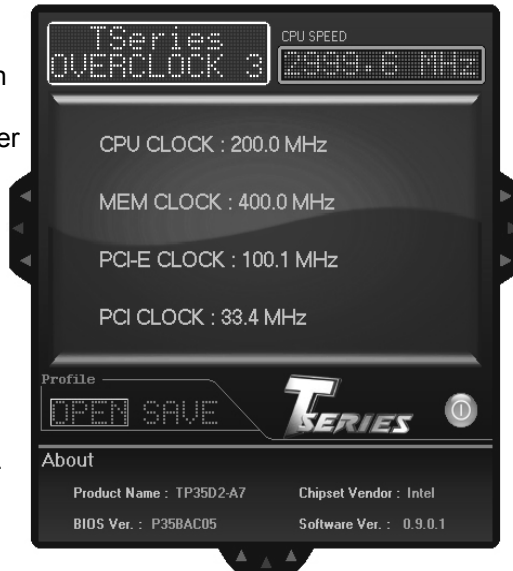 n
er
.
TSeries
OVERCLOCK 3
CPU SPEED
2999.6 MHz
CPU CLOCK : 200.0 MHz
MEM CLOCK : 400.0 MHz
PCI-E CLOCK : 100.1 MHz
PCI CLOCK : 33.4 MHz
Profile
OPEN SAVE
TSERIES
About
Product Name : TP35D2-A7 Chipset Vendor : Intel
BIOS Ver. : P35BAC05 Software Ver. : 0.9.0.1